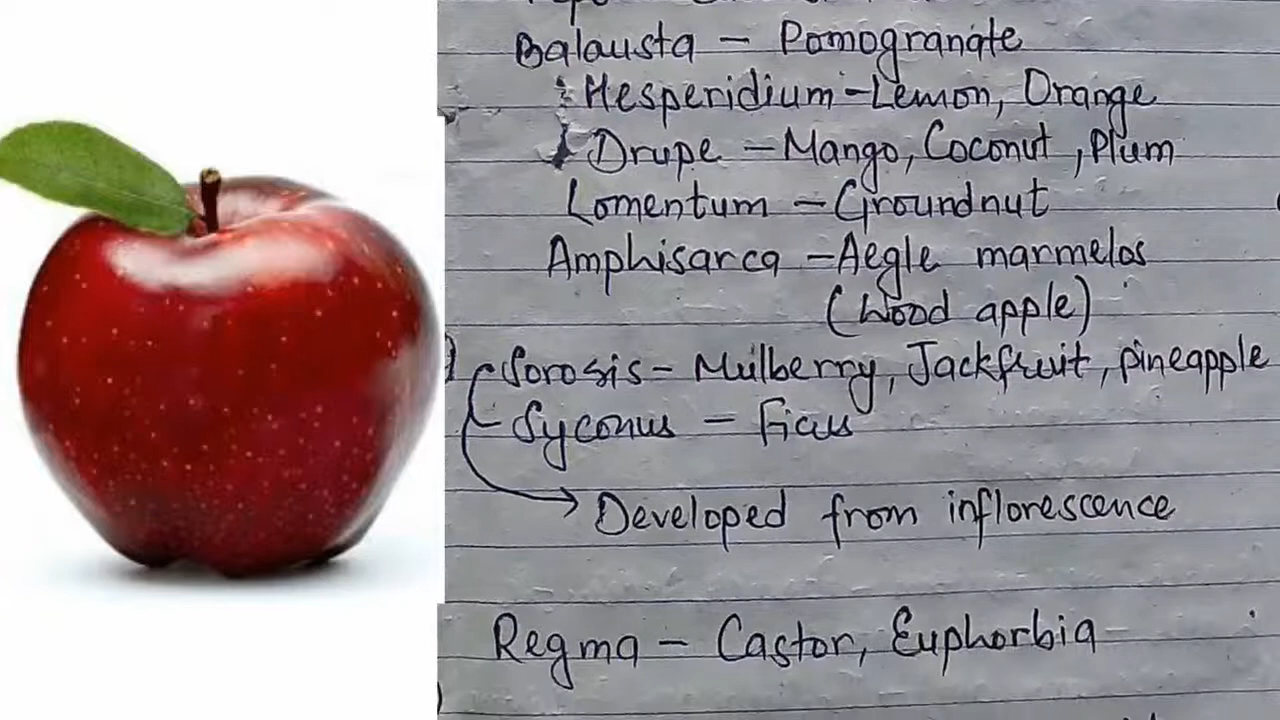 Balausta – Pomogranate
Hesperidium – Lemon, Orange
Drupe – Mango, Coconut, Plum
Lomentum – Groundnut
Amphisarca – Aegle marmelos
(Wood apple)
Sorosis – Mulberry, Jackfruit, pineapple
Syconus – Ficus
Developed from inflorescence
Regma – Castor, Euphorbia